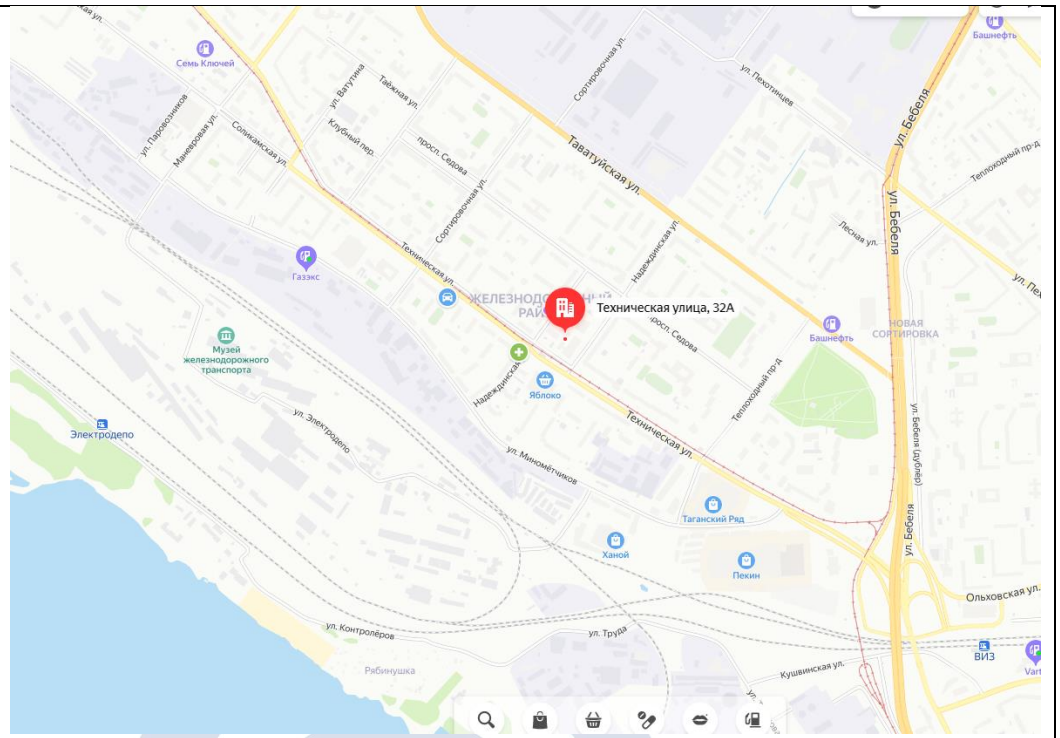 Семь Ключей
Башнефть
ул. Ватутина
Таёжная ул.
Сортировочная ул.
ул. Пехотинцев
ул. Бебеля
ул. Паровозников
Маневровая ул.
Соликамская ул.
Клубный пер.
просп. Седова
Таватуйская ул.
Теплоходный пр-д
ул. Бебеля
Сортировочная ул.
Надеждинская ул.
Лесная ул.
Техническая ул.
Газэкс
Техническая улица, 32А
просп. Седова
Башнефть
НОВАЯ
СОРТИРОВКА
Музей
железнодорожного
транспорта
Яблоко
Теплоходный пр-д
ул. Электродепо
Электродепо
Техническая ул.
ул. Бебеля (дублёр)
ул. Миномётчиков
Таганский Ряд
ул. Бебеля
Ханой
Пекин
Ольховская ул.
ул. Контролёров
ул. Труда
ВИЗ
Рябинушка
Кушвинская ул.